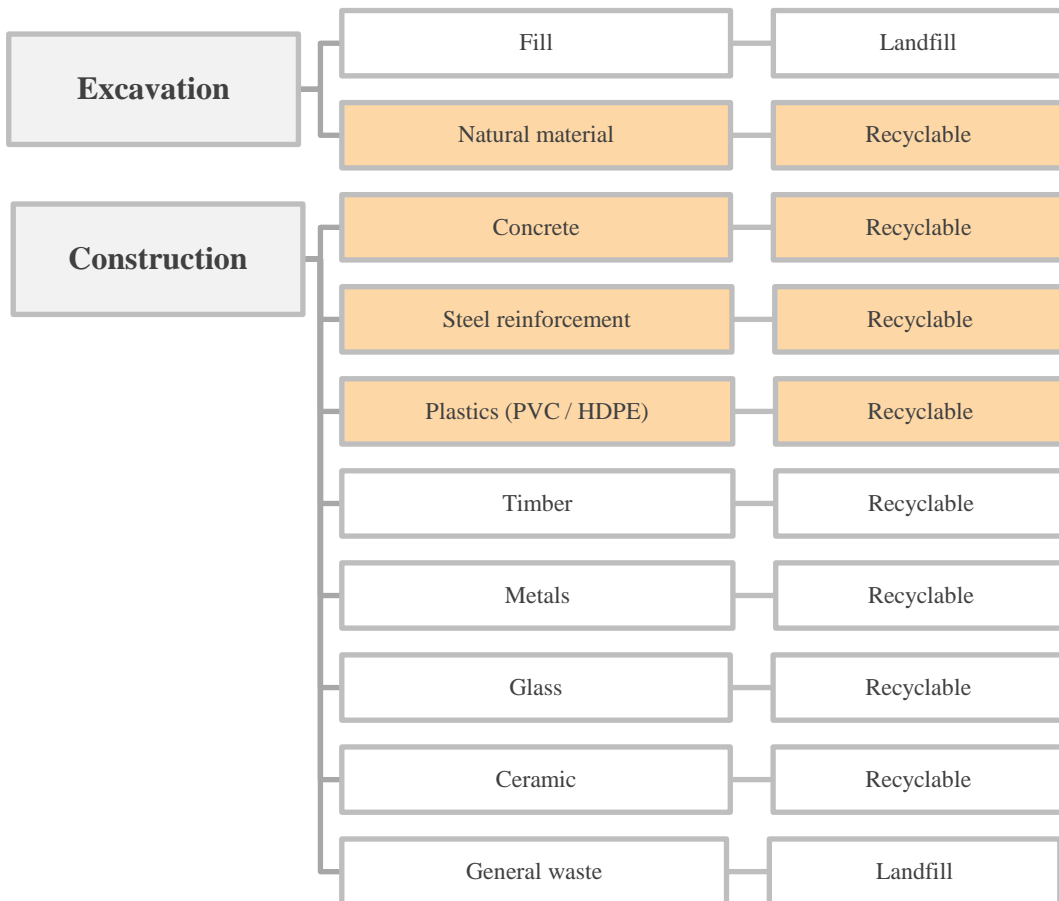 Excavation
Fill
Landfill
Natural material
Recyclable
Construction
Concrete
Recyclable
Steel reinforcement
Recyclable
Plastics (PVC / HDPE)
Recyclable
Timber
Recyclable
Metals
Recyclable
Glass
Recyclable
Ceramic
Recyclable
General waste
Landfill